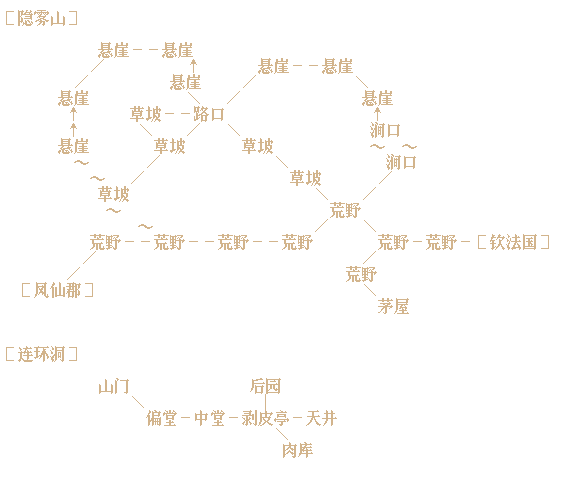 [隐雾山]
悬崖--悬崖
悬崖--悬崖
悬崖
悬崖 悬崖
草坡--路口
涧口
悬崖 草坡 草坡
涧口
草坡
草坡
荒野
荒野--荒野--荒野--荒野 荒野-荒野-[钦法国]
荒野
[凤仙郡]
茅屋
[连环洞]
山门 后园
偏堂-中堂-剥皮亭-天井
肉库